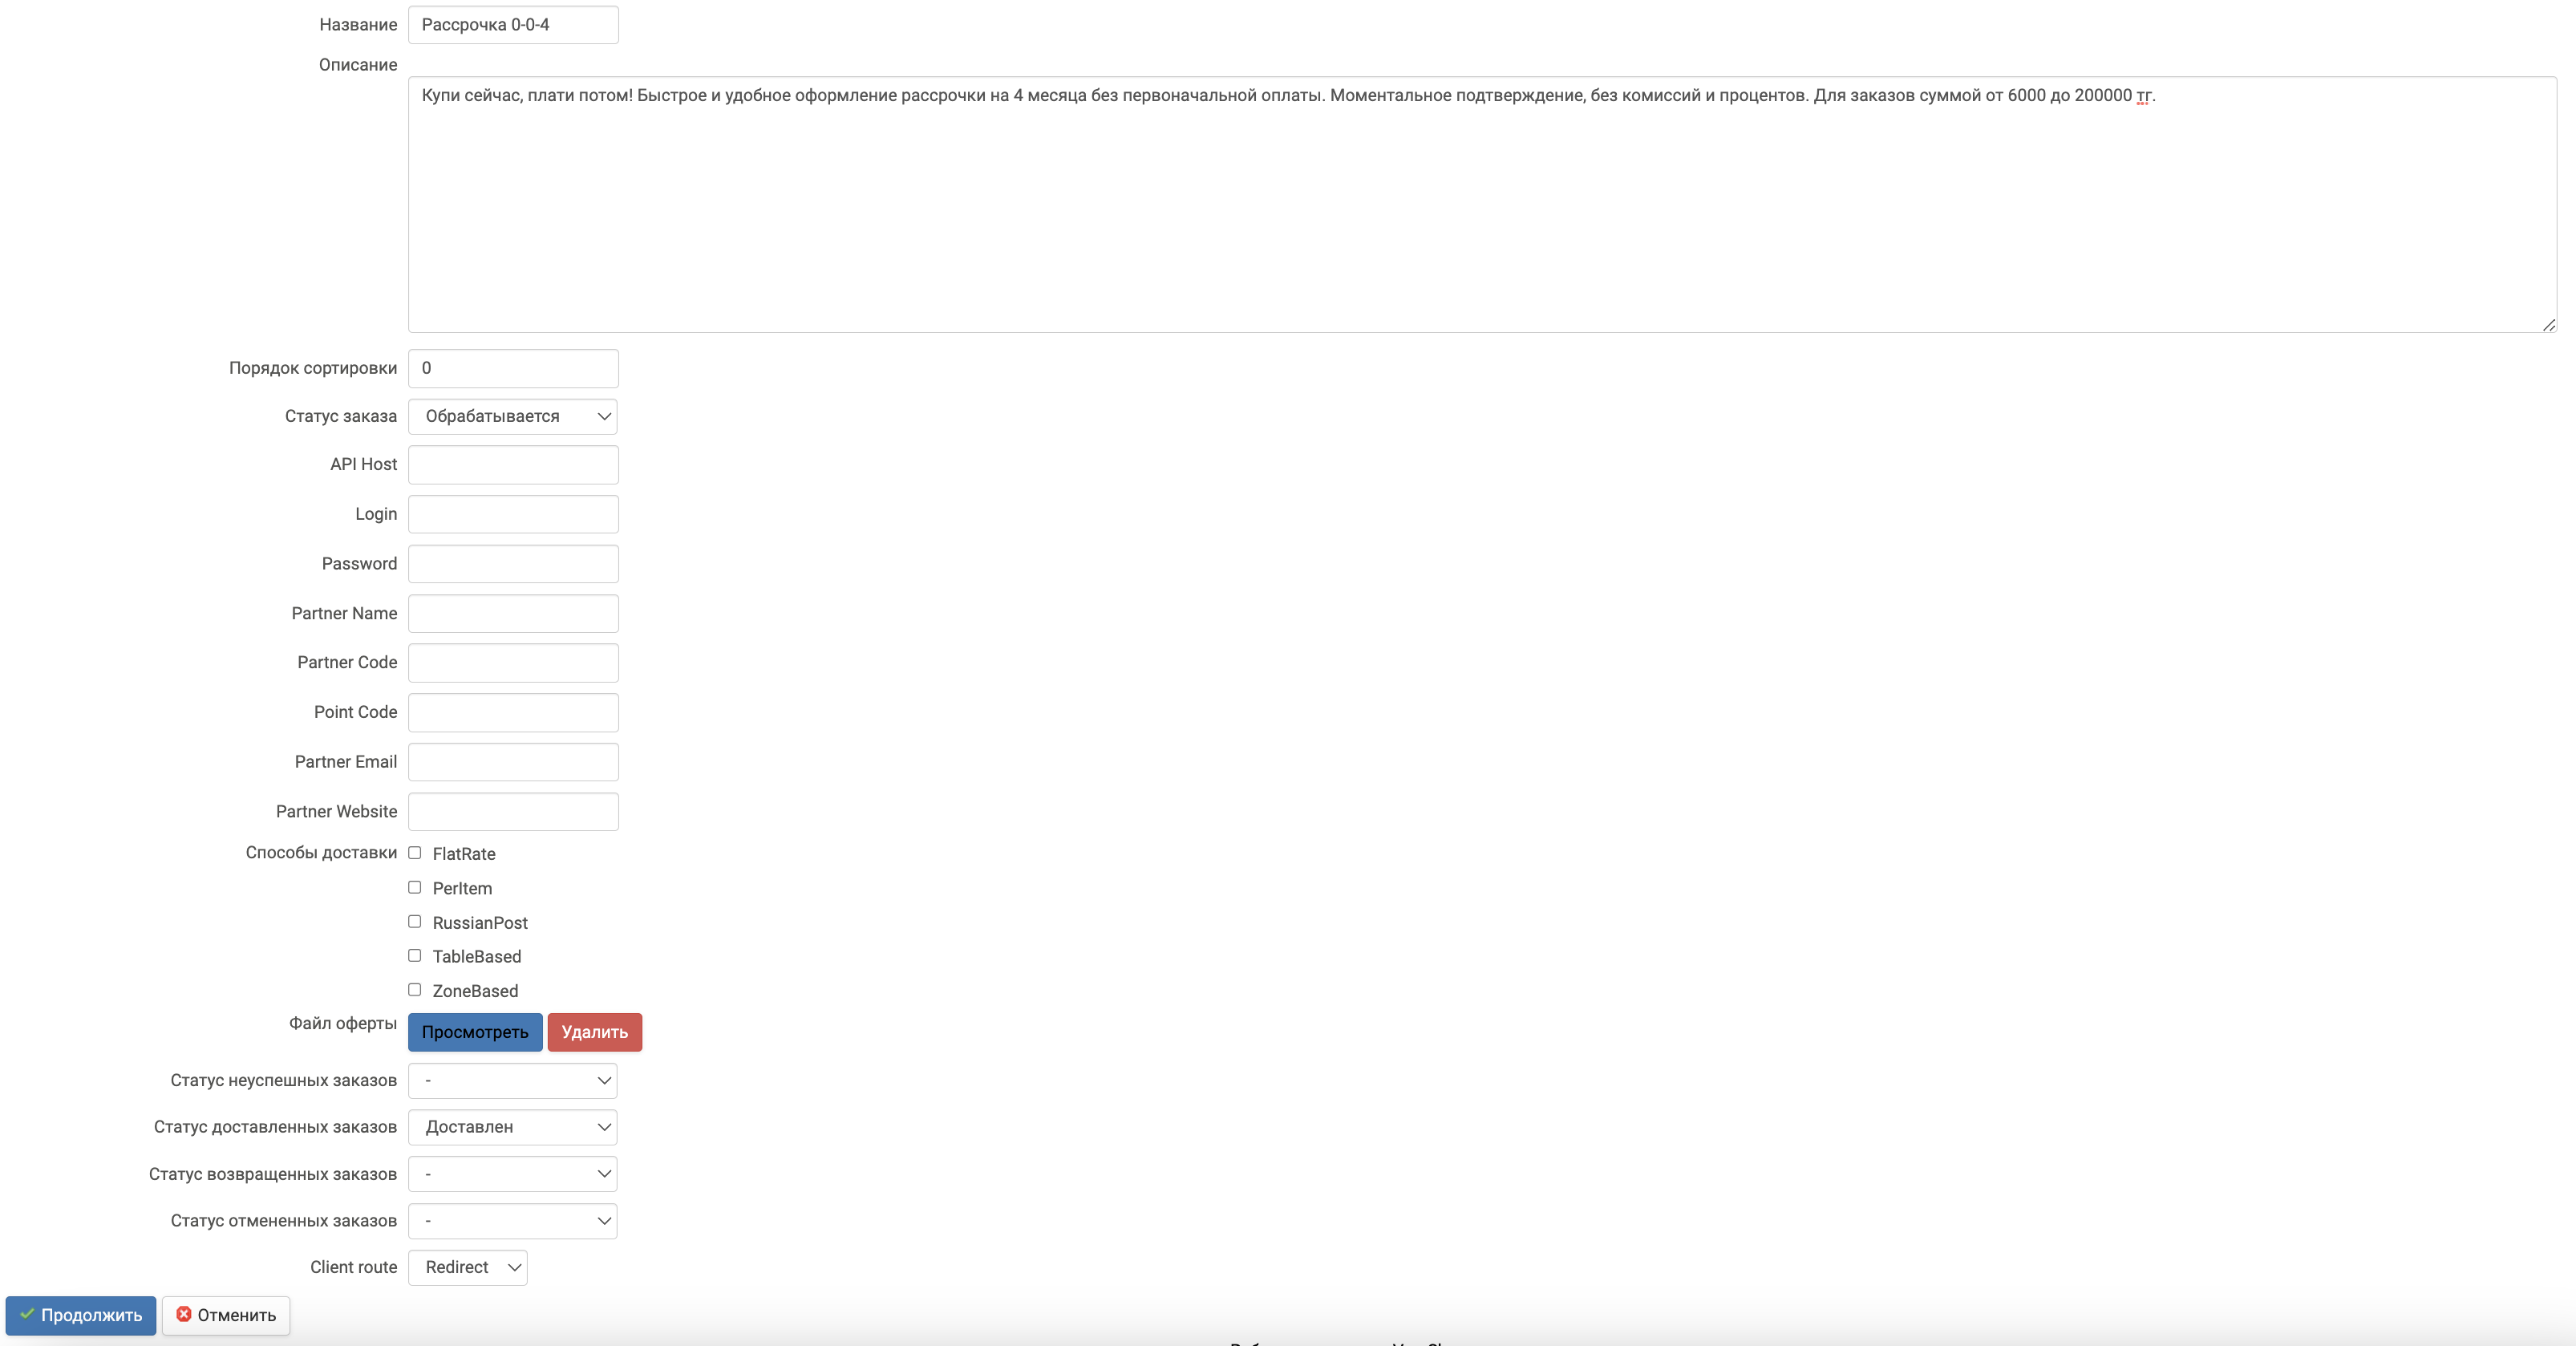 Название Рассрочка 0-0-4
Описание
Купи сейчас, плати потом! Быстрое и удобное оформление рассрочки на 4 месяца без первоначальной оплаты. Моментальное подтверждение, без комиссий и процентов. Для заказов суммой от 6000 до 200000 тг.
Порядок сортировки 0
Статус заказа Обрабатывается
API Host
Login
Password
Partner Name
Partner Code
Point Code
Partner Email
Partner Website
Способы доставки FlatRate
PerItem
RussianPost
TableBased
ZoneBased
Файл оферты Просмотреть Удалить
Статус неуспешных заказов -
Статус доставленных заказов Доставлен
Статус возвращенных заказов -
Статус отмененных заказов -
Client route Redirect
Продолжить Отменить